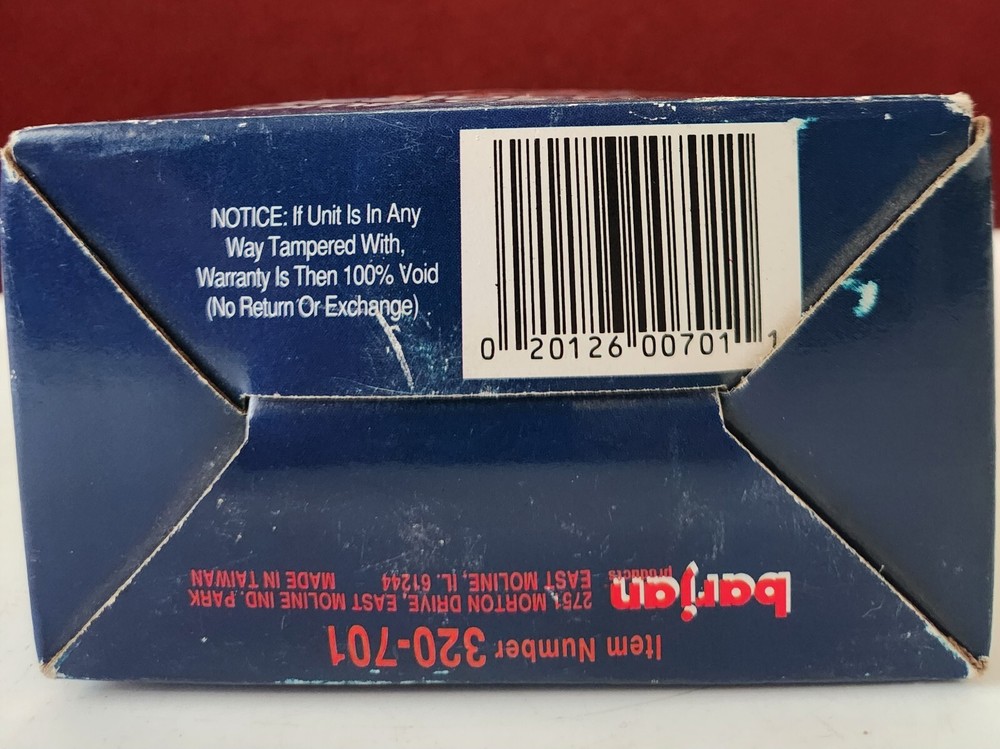 NOTICE: If Unit Is In Any
Way Tampered With,
Warranty Is Then 100% Void
(No Return Or Exchange)
0 20126 00701 1
Item Number 320-701
barjan
products
2751 MORTON DRIVE, EAST MOLINE IND. PARK
EAST MOLINE, IL. 61244 MADE IN TAIWAN